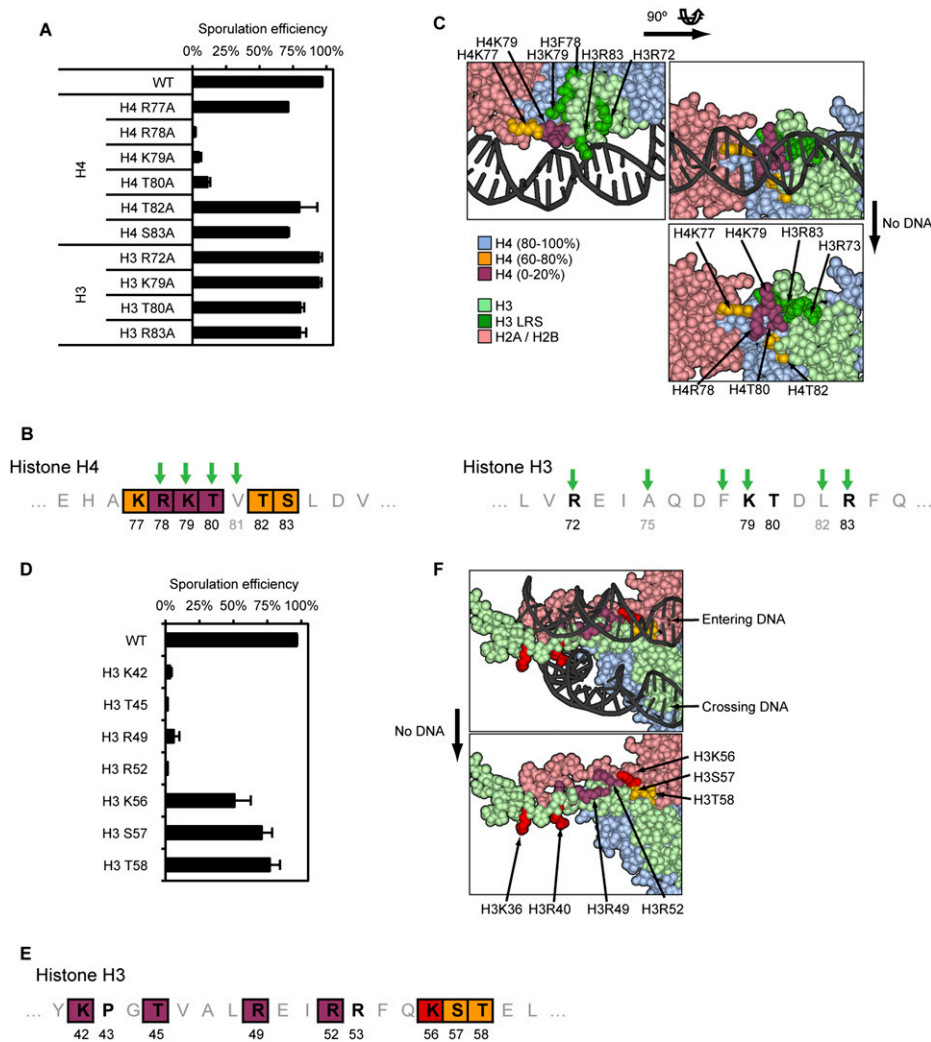 A
Sporulation efficiency
0% 25% 50% 75% 100%
WT
H4
H4 R77A
H4 R78A
H4 K79A
H4 T80A
H4 T82A
H4 S83A
H3
H3 R72A
H3 K79A
H3 T80A
H3 R83A
C
90º
H4K79 H3F78
H4K77 H3K79 H3R83 H3R72
No DNA
H4 (80-100%)
H4 (60-80%)
H4 (0-20%)
H3
H3 LRS
H2A / H2B
H4K79 H3R83
H4K77 H3R73
H4R78 H4T80 H4T82
B
Histone H4
... E H A K R K T V T S L D V ...
77 78 79 80 81 82 83
Histone H3
... L V R E I A Q D F K T D L R F Q ...
72 75 79 80 82 83
D
Sporulation efficiency
0% 25% 50% 75% 100%
WT
H3 K42
H3 T45
H3 R49
H3 R52
H3 K56
H3 S57
H3 T58
F
Entering DNA
Crossing DNA
No DNA
H3K56
H3S57
H3T58
H3K36 H3R40 H3R49 H3R52
E
Histone H3
... Y K P G T V A L R E I R R F Q K S T E L ...
42 43 45 49 52 53 56 57 58